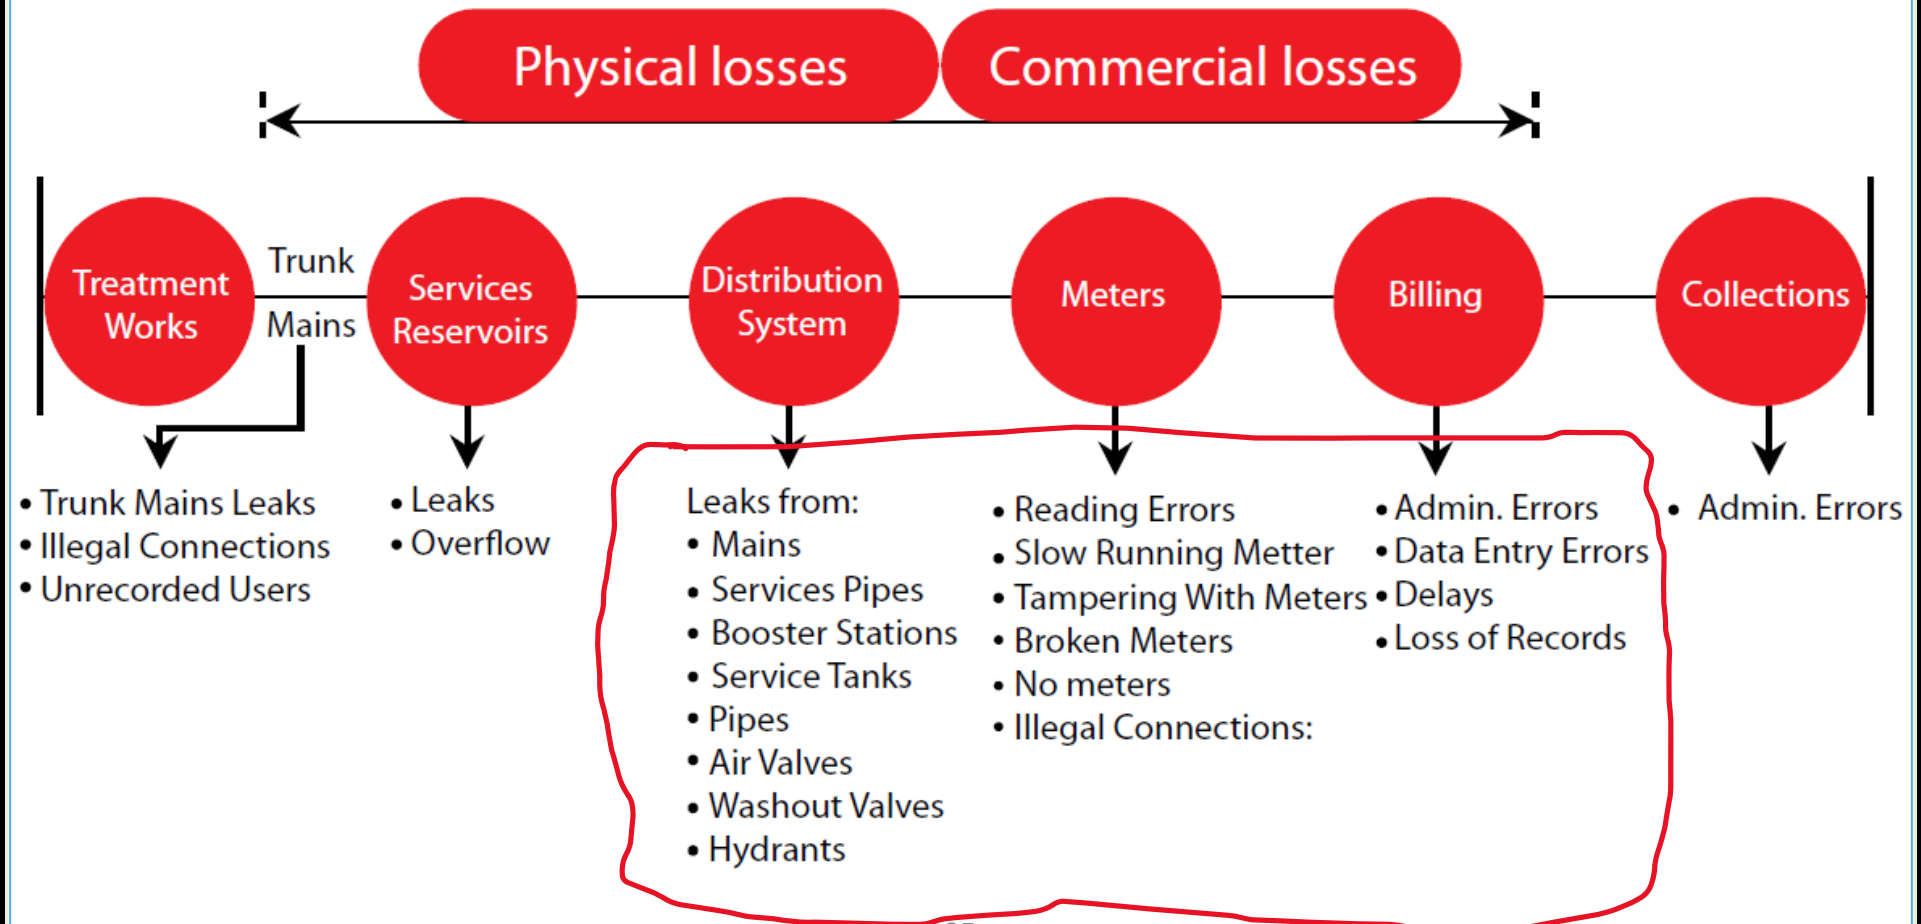 Physical losses
Commercial losses
Treatment
Works
Trunk
Mains
Services
Reservoirs
Distribution
System
Meters
Billing
Collections
• Trunk Mains Leaks
• Illegal Connections
• Unrecorded Users
• Leaks
• Overflow
Leaks from:
• Mains
• Services Pipes
• Booster Stations
• Service Tanks
• Pipes
• Air Valves
• Washout Valves
• Hydrants
• Reading Errors
• Slow Running Metter
• Tampering With Meters
• Broken Meters
• No meters
• Illegal Connections:
• Admin. Errors
• Data Entry Errors
• Delays
• Loss of Records
• Admin. Errors